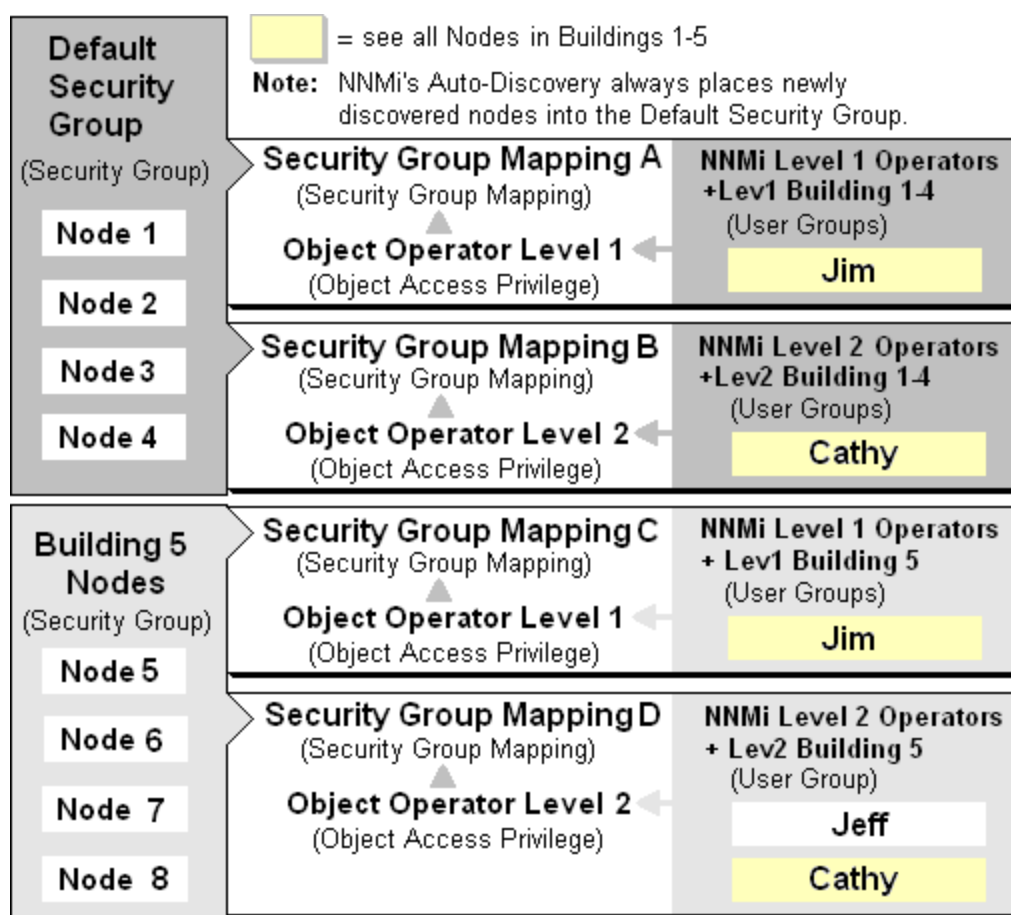 Default
Security
Group
(Security Group)
Node 1
Node 2
Node 3
Node 4
= see all Nodes in Buildings 1-5
Note: NNMi's Auto-Discovery always places newly
discovered nodes into the Default Security Group.
Security Group Mapping A
(Security Group Mapping)
Object Operator Level 1
(Object Access Privilege)
NNMi Level 1 Operators
+Lev1 Building 1-4
(User Groups)
Jim
Security Group Mapping B
(Security Group Mapping)
Object Operator Level 2
(Object Access Privilege)
NNMi Level 2 Operators
+Lev2 Building 1-4
(User Groups)
Cathy
Building 5
Nodes
(Security Group)
Node 5
Node 6
Node 7
Node 8
Security Group Mapping C
(Security Group Mapping)
Object Operator Level 1
(Object Access Privilege)
NNMi Level 1 Operators
+ Lev1 Building 5
(User Groups)
Jim
Security Group Mapping D
(Security Group Mapping)
Object Operator Level 2
(Object Access Privilege)
NNMi Level 2 Operators
+ Lev2 Building 5
(User Group)
Jeff
Cathy